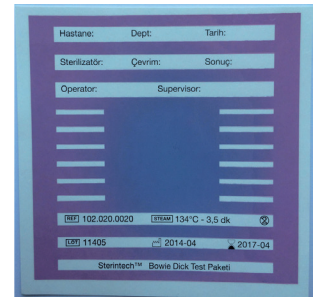 Hastane: Dept: Tarih:
Sterilizatör: Çevrim: Sonuç:
Operator: Supervisor:
REF 102.020.0020 STEAM 134°C - 3,5 dk
LOT 11405 2014-04 2017-04
Sterintech™ Bowie Dick Test Paketi